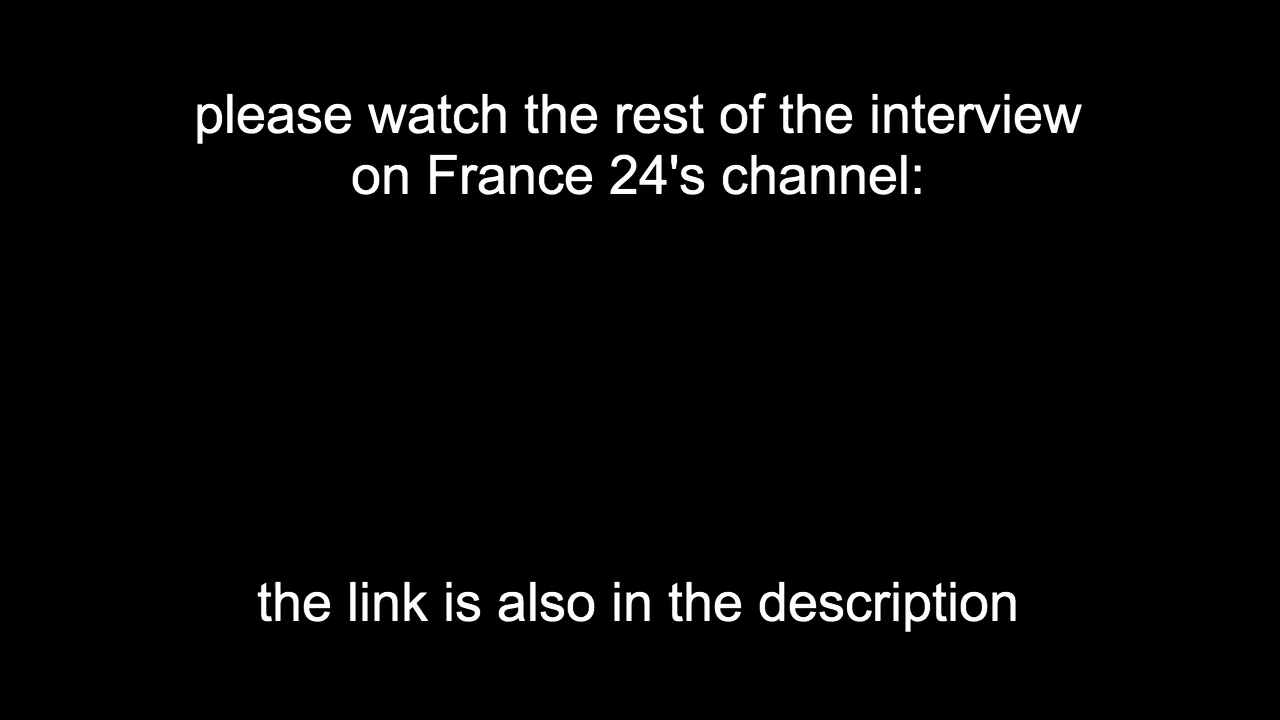 please watch the rest of the interview
on France 24's channel:
the link is also in the description